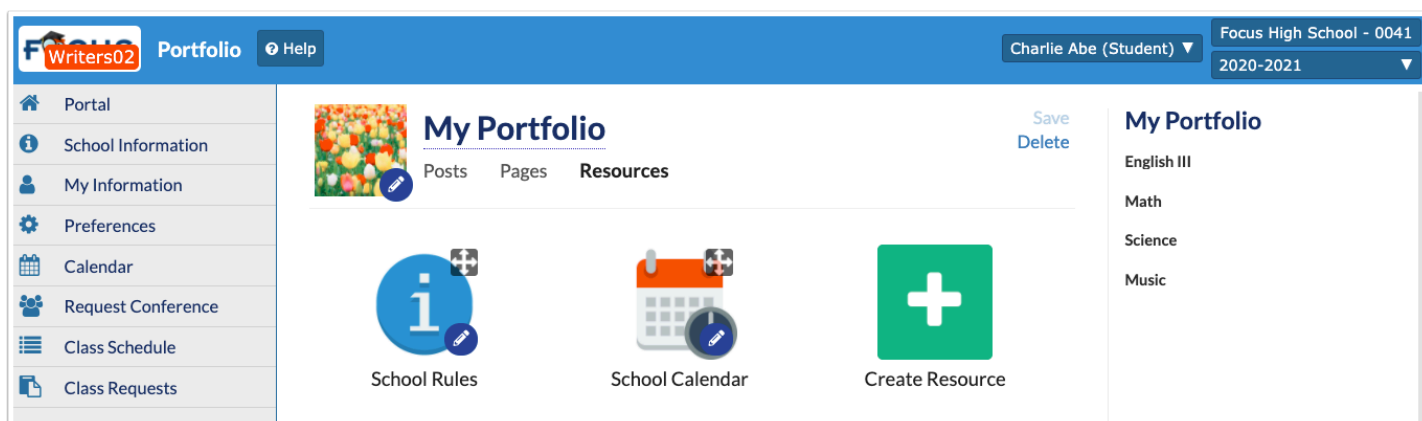 Writers02
Portfolio
Help
Charlie Abe (Student) ▼
Focus High School - 0041
2020-2021 ▼
Portal
School Information
My Information
Preferences
Calendar
Request Conference
Class Schedule
Class Requests
My Portfolio
Save
Delete
Posts Pages Resources
School Rules
School Calendar
Create Resource
My Portfolio
English III
Math
Science
Music